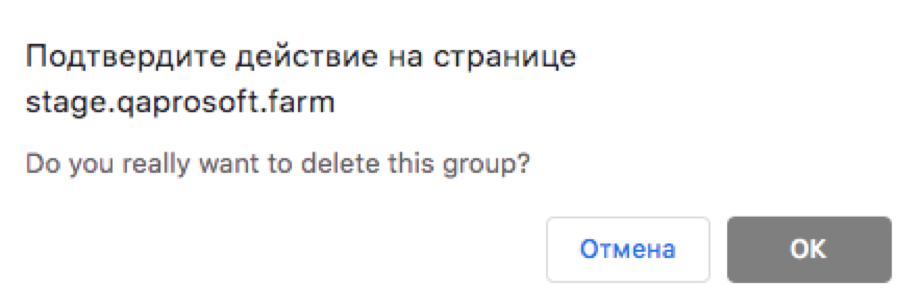 Подтвердите действие на странице
stage.qaprosoft.farm
Do you really want to delete this group?
Отмена
OK